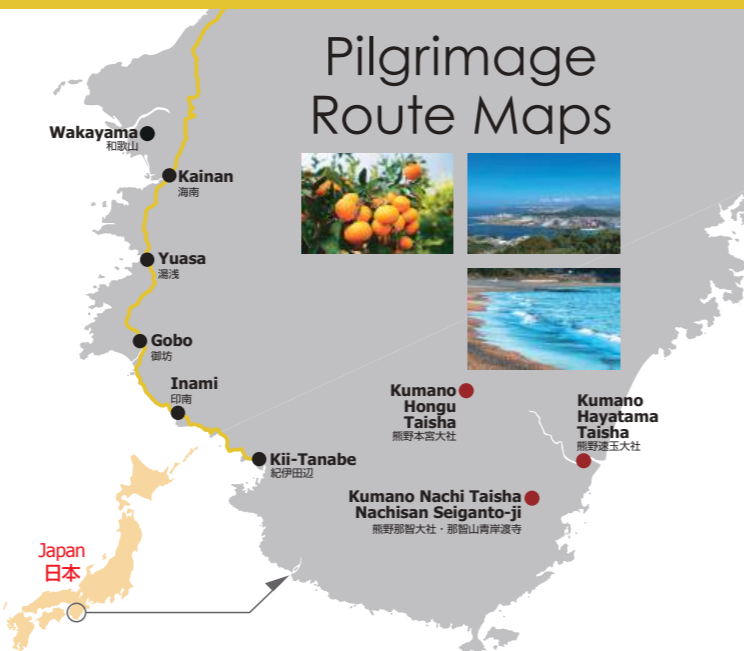 Pilgrimage
Route Maps
Wakayama
和歌山
Kainan
海南
Yuasa
湯浅
Gobo
御坊
Inami
印南
Kii-Tanabe
紀伊田辺
Kumano
Hongu
Taisha
熊野本宮大社
Kumano
Hayatama
Taisha
熊野速玉大社
Kumano Nachi Taisha
Nachisan Seiganto-ji
熊野那智大社・那智山青岸渡寺
Japan
日本